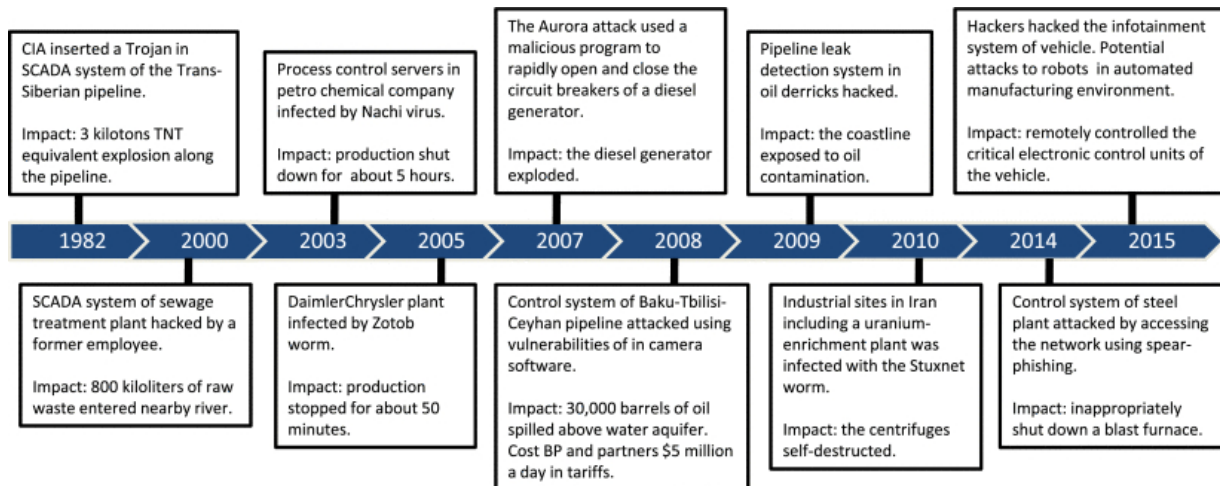 CIA inserted a Trojan in
SCADA system of the Trans-
Siberian pipeline.
Impact: 3 kilotons TNT
equivalent explosion along
the pipeline.
Process control servers in
petro chemical company
infected by Nachi virus.
Impact: production shut
down for about 5 hours.
The Aurora attack used a
malicious program to
rapidly open and close the
circuit breakers of a diesel
generator.
Impact: the diesel generator
exploded.
Pipeline leak
detection system in
oil derricks hacked.
Impact: the coastline
exposed to oil
contamination.
Hackers hacked the infotainment
system of vehicle. Potential
attacks to robots in automated
manufacturing environment.
Impact: remotely controlled the
critical electronic control units of
the vehicle.
1982 2000 2003 2005 2007 2008 2009 2010 2014 2015
SCADA system of sewage
treatment plant hacked by a
former employee.
Impact: 800 kiloliters of raw
waste entered nearby river.
DaimlerChrysler plant
infected by Zotob
worm.
Impact: production
stopped for about 50
minutes.
Control system of Baku-Tbilisi-
Ceyhan pipeline attacked using
vulnerabilities of in camera
software.
Impact: 30,000 barrels of oil
spilled above water aquifer.
Cost BP and partners $5 million
a day in tariffs.
Industrial sites in Iran
including a uranium-
enrichment plant was
infected with the Stuxnet
worm.
Impact: the centrifuges
self-destructed.
Control system of steel
plant attacked by accessing
the network using spear-
phishing.
Impact: inappropriately
shut down a blast furnace.